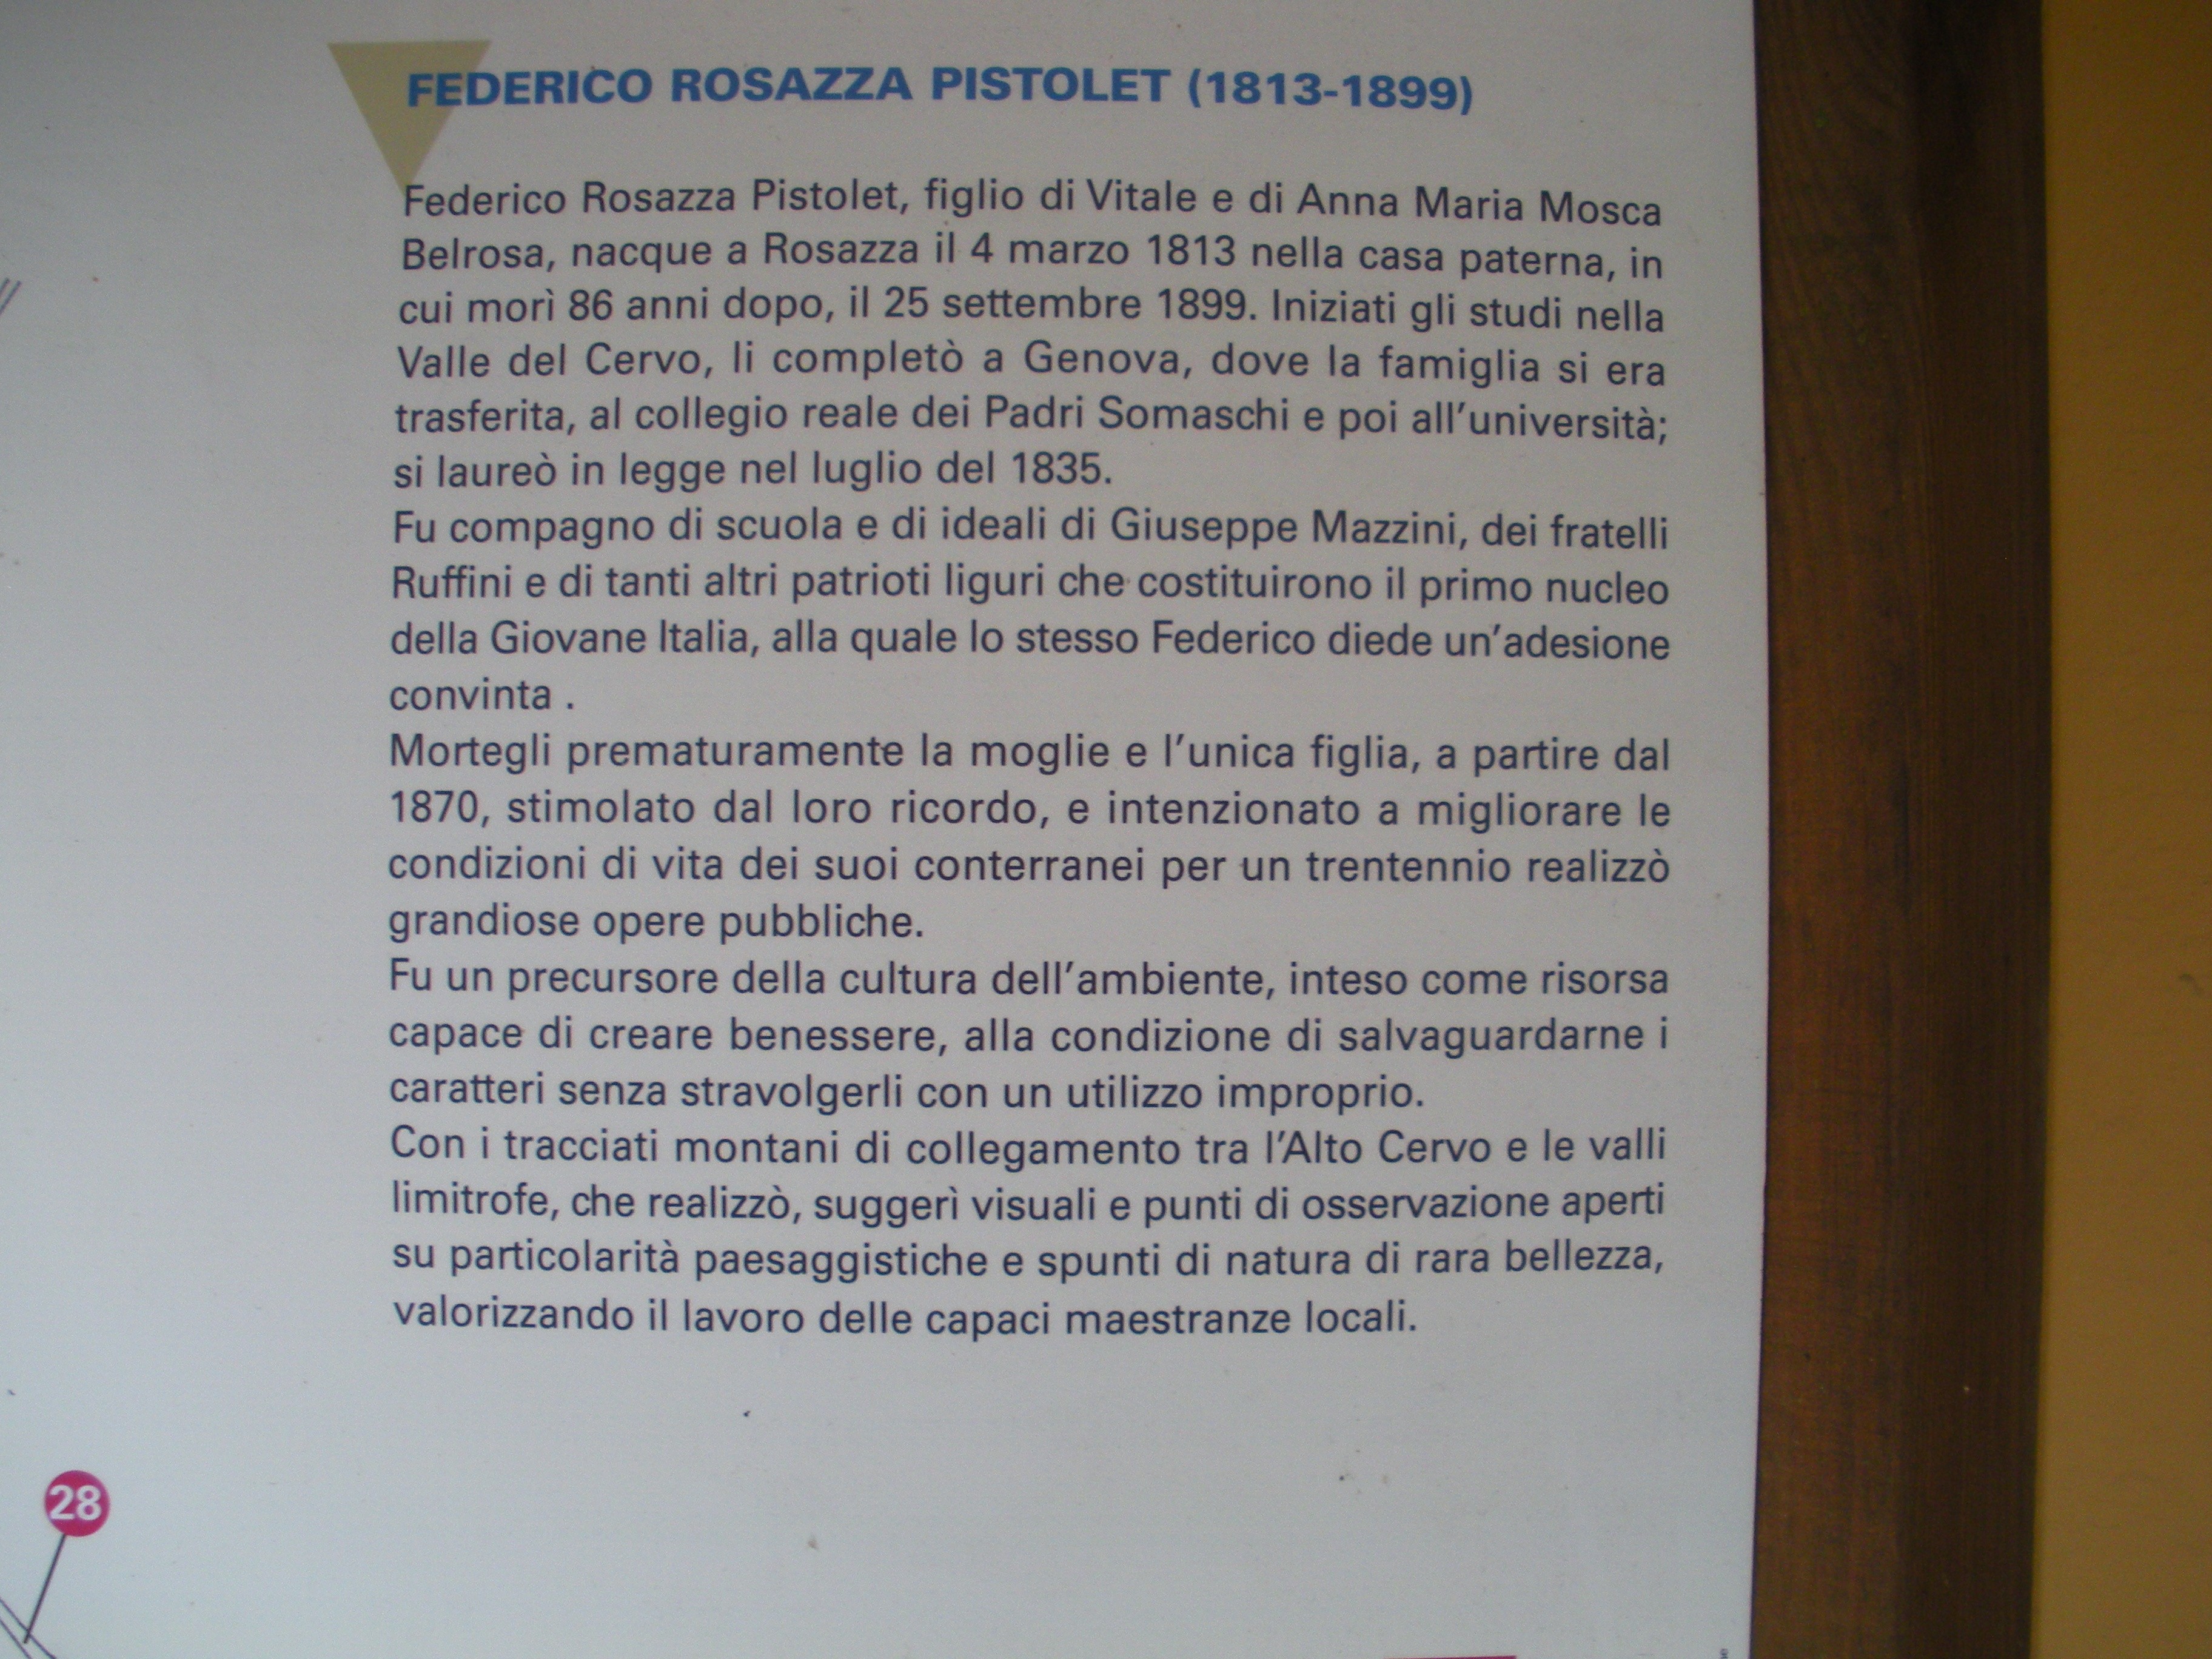 FEDERICO ROSAZZA PISTOLET (1813-1899)
Federico Rosazza Pistolet, figlio di Vitale e di Anna Maria Mosca
Belrosa, nacque a Rosazza il 4 marzo 1813 nella casa paterna, in
cui morì 86 anni dopo, il 25 settembre 1899. Iniziati gli studi nella
Valle del Cervo, li completò a Genova, dove la famiglia si era
trasferita, al collegio reale dei Padri Somaschi e poi all'università;
si laureò in legge nel luglio del 1835.
Fu compagno di scuola e di ideali di Giuseppe Mazzini, dei fratelli
Ruffini e di tanti altri patrioti liguri che costituirono il primo nucleo
della Giovane Italia, alla quale lo stesso Federico diede un'adesione
convinta .
Mortegli prematuramente la moglie e l'unica figlia, a partire dal
1870, stimolato dal loro ricordo, e intenzionato a migliorare le
condizioni di vita dei suoi conterranei per un trentennio realizzò
grandiose opere pubbliche.
Fu un precursore della cultura dell'ambiente, inteso come risorsa
capace di creare benessere, alla condizione di salvaguardarne i
caratteri senza stravolgerli con un utilizzo improprio.
Con i tracciati montani di collegamento tra l'Alto Cervo e le valli
limitrofe, che realizzò, suggerì visuali e punti di osservazione aperti
su particolarità paesaggistiche e spunti di natura di rara bellezza,
valorizzando il lavoro delle capaci maestranze locali.
28